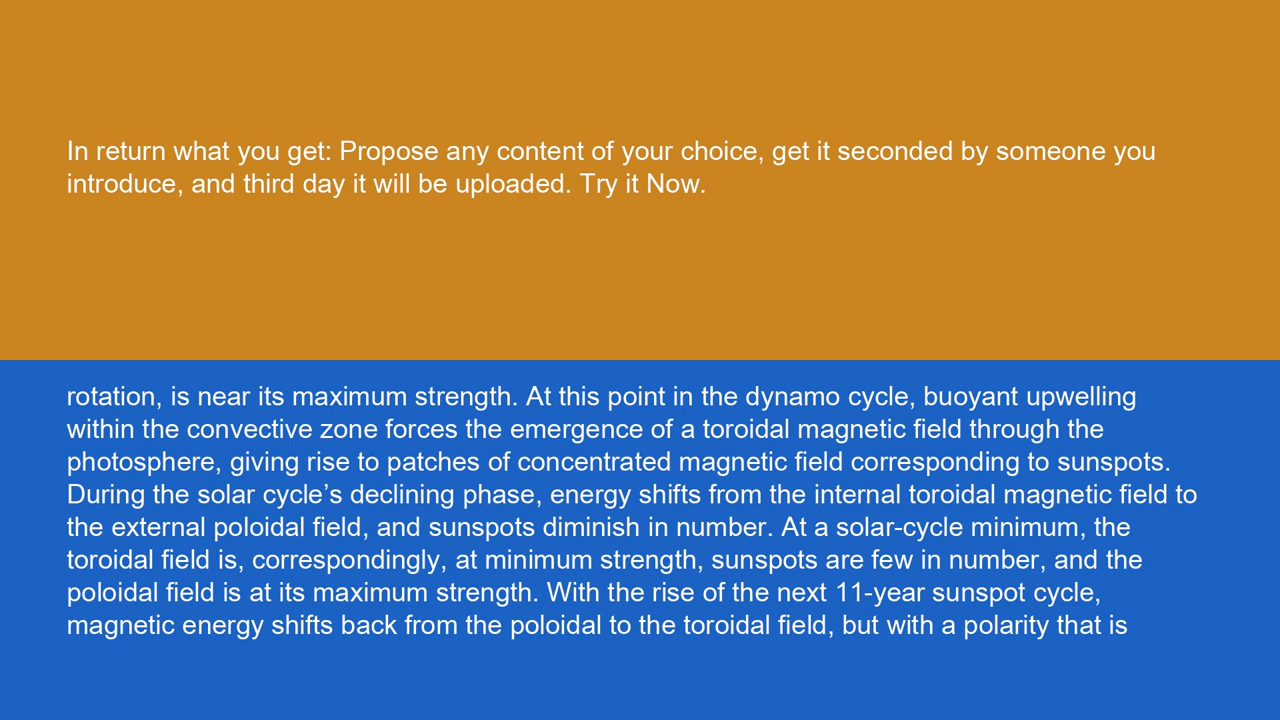 In return what you get: Propose any content of your choice, get it seconded by someone you
introduce, and third day it will be uploaded. Try it Now.
rotation, is near its maximum strength. At this point in the dynamo cycle, buoyant upwelling
within the convective zone forces the emergence of a toroidal magnetic field through the
photosphere, giving rise to patches of concentrated magnetic field corresponding to sunspots.
During the solar cycle’s declining phase, energy shifts from the internal toroidal magnetic field to
the external poloidal field, and sunspots diminish in number. At a solar-cycle minimum, the
toroidal field is, correspondingly, at minimum strength, sunspots are few in number, and the
poloidal field is at its maximum strength. With the rise of the next 11-year sunspot cycle,
magnetic energy shifts back from the poloidal to the toroidal field, but with a polarity that is